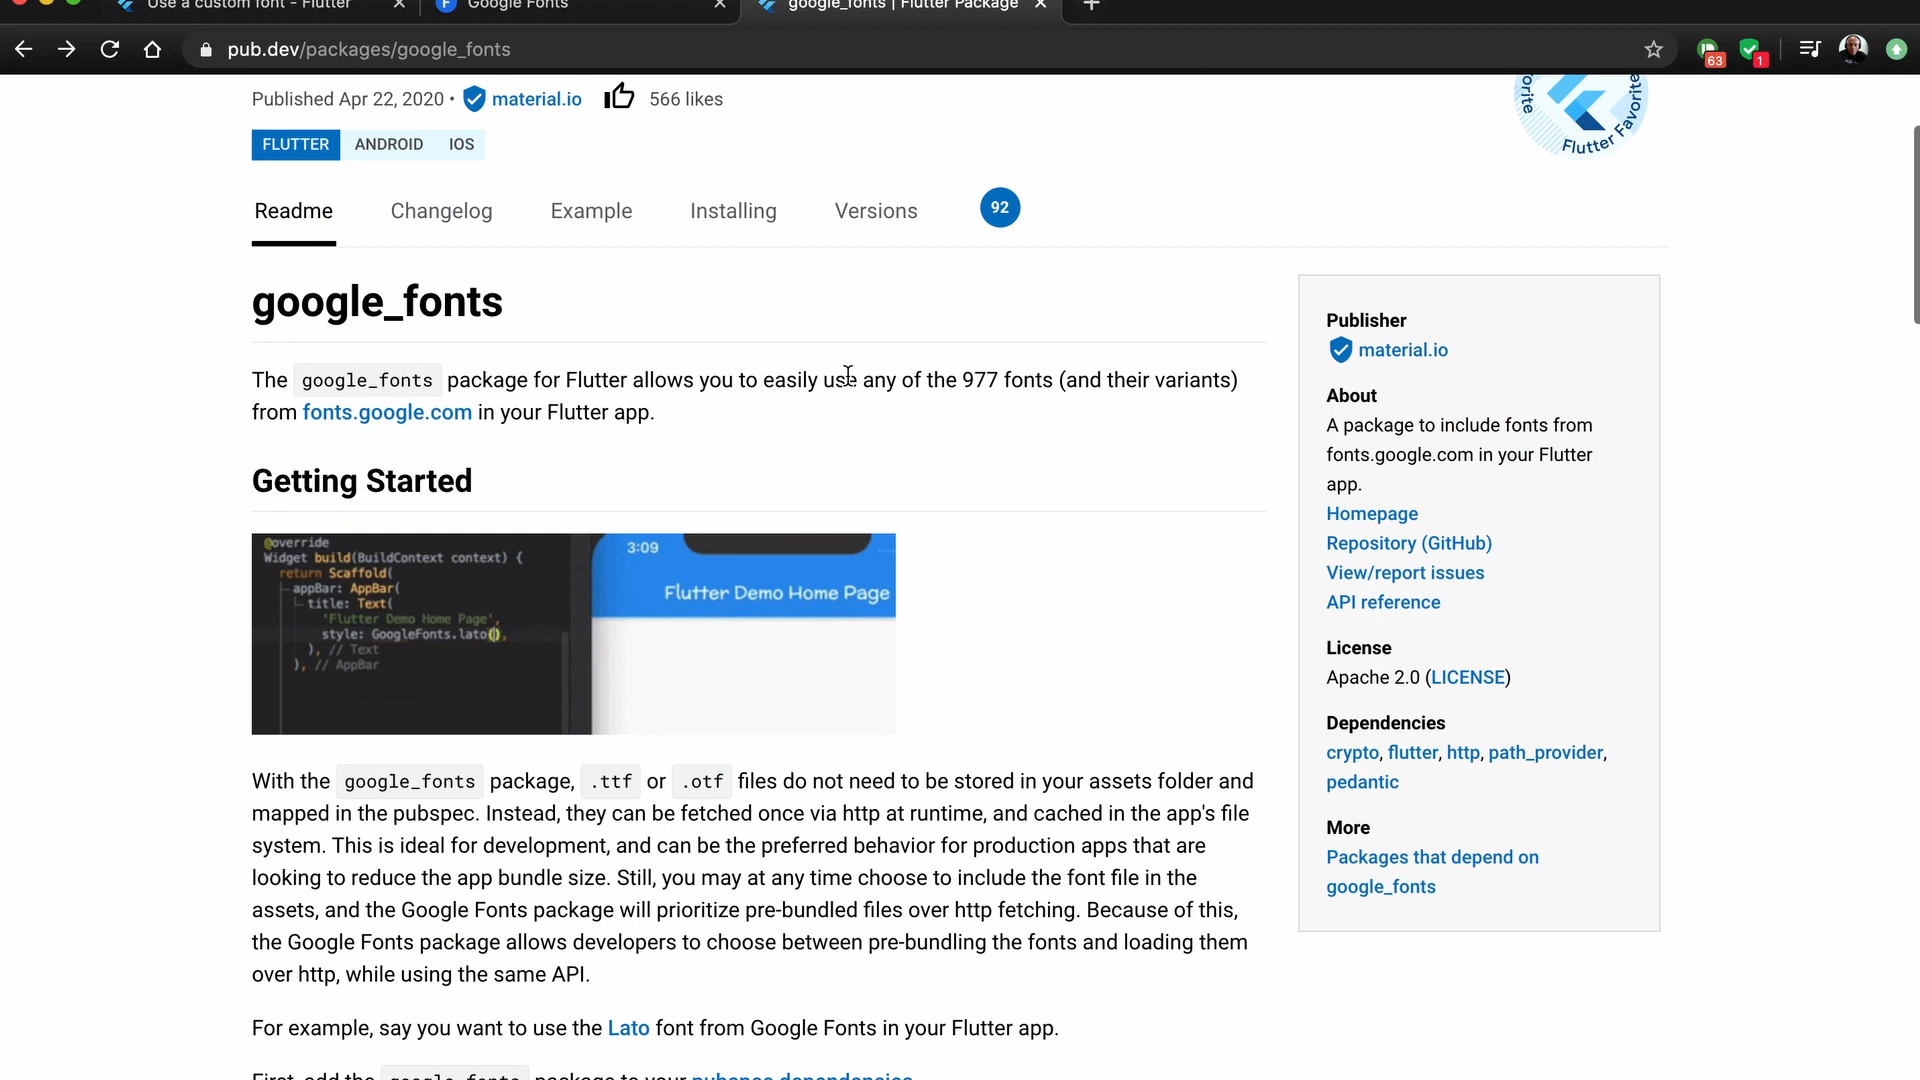 Use a custom font - Flutter
Google Fonts
google_fonts | Flutter Package
pub.dev/packages/google_fonts
63
1
Published Apr 22, 2020 • material.io 566 likes
orite
Flutter Favorit
FLUTTER ANDROID IOS
Readme Changelog Example Installing Versions 92
google_fonts
The google_fonts package for Flutter allows you to easily use any of the 977 fonts (and their variants)
from fonts.google.com in your Flutter app.
Getting Started
@override
Widget build(BuildContext context) {
return Scaffold(
appBar: AppBar(
title: Text(
'Flutter Demo Home Page',
style: GoogleFonts.lato(),
), // Text
), // AppBar
3:09
Flutter Demo Home Page
With the google_fonts package, .ttf or .otf files do not need to be stored in your assets folder and
mapped in the pubspec. Instead, they can be fetched once via http at runtime, and cached in the app's file
system. This is ideal for development, and can be the preferred behavior for production apps that are
looking to reduce the app bundle size. Still, you may at any time choose to include the font file in the
assets, and the Google Fonts package will prioritize pre-bundled files over http fetching. Because of this,
the Google Fonts package allows developers to choose between pre-bundling the fonts and loading them
over http, while using the same API.
For example, say you want to use the Lato font from Google Fonts in your Flutter app.
First, add the google_fonts package to your pubspec dependencies.
Publisher
material.io
About
A package to include fonts from
fonts.google.com in your Flutter
app.
Homepage
Repository (GitHub)
View/report issues
API reference
License
Apache 2.0 (LICENSE)
Dependencies
crypto, flutter, http, path_provider,
pedantic
More
Packages that depend on
google_fonts